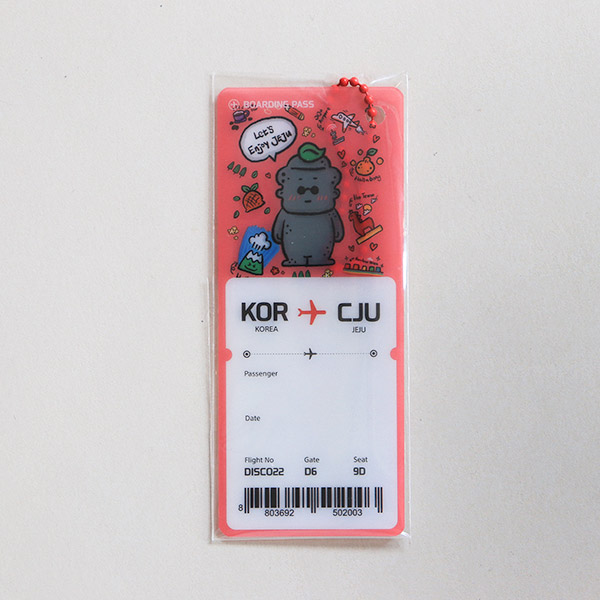 BOARDING PASS
Let's
Enjoy JEJU
KOR CJU
KOREA JEJU
Passenger
Date
Flight No Gate Seat
DISC022 D6 9D
8 803692 502003